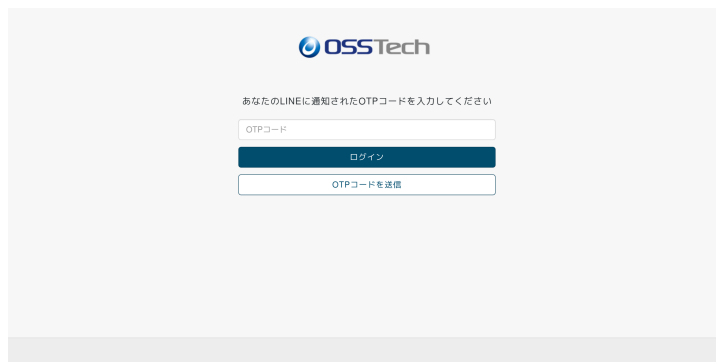 OSSTech
あなたのLINEに通知されたOTPコードを入力してください
OTPコード
ログイン
OTPコードを送信